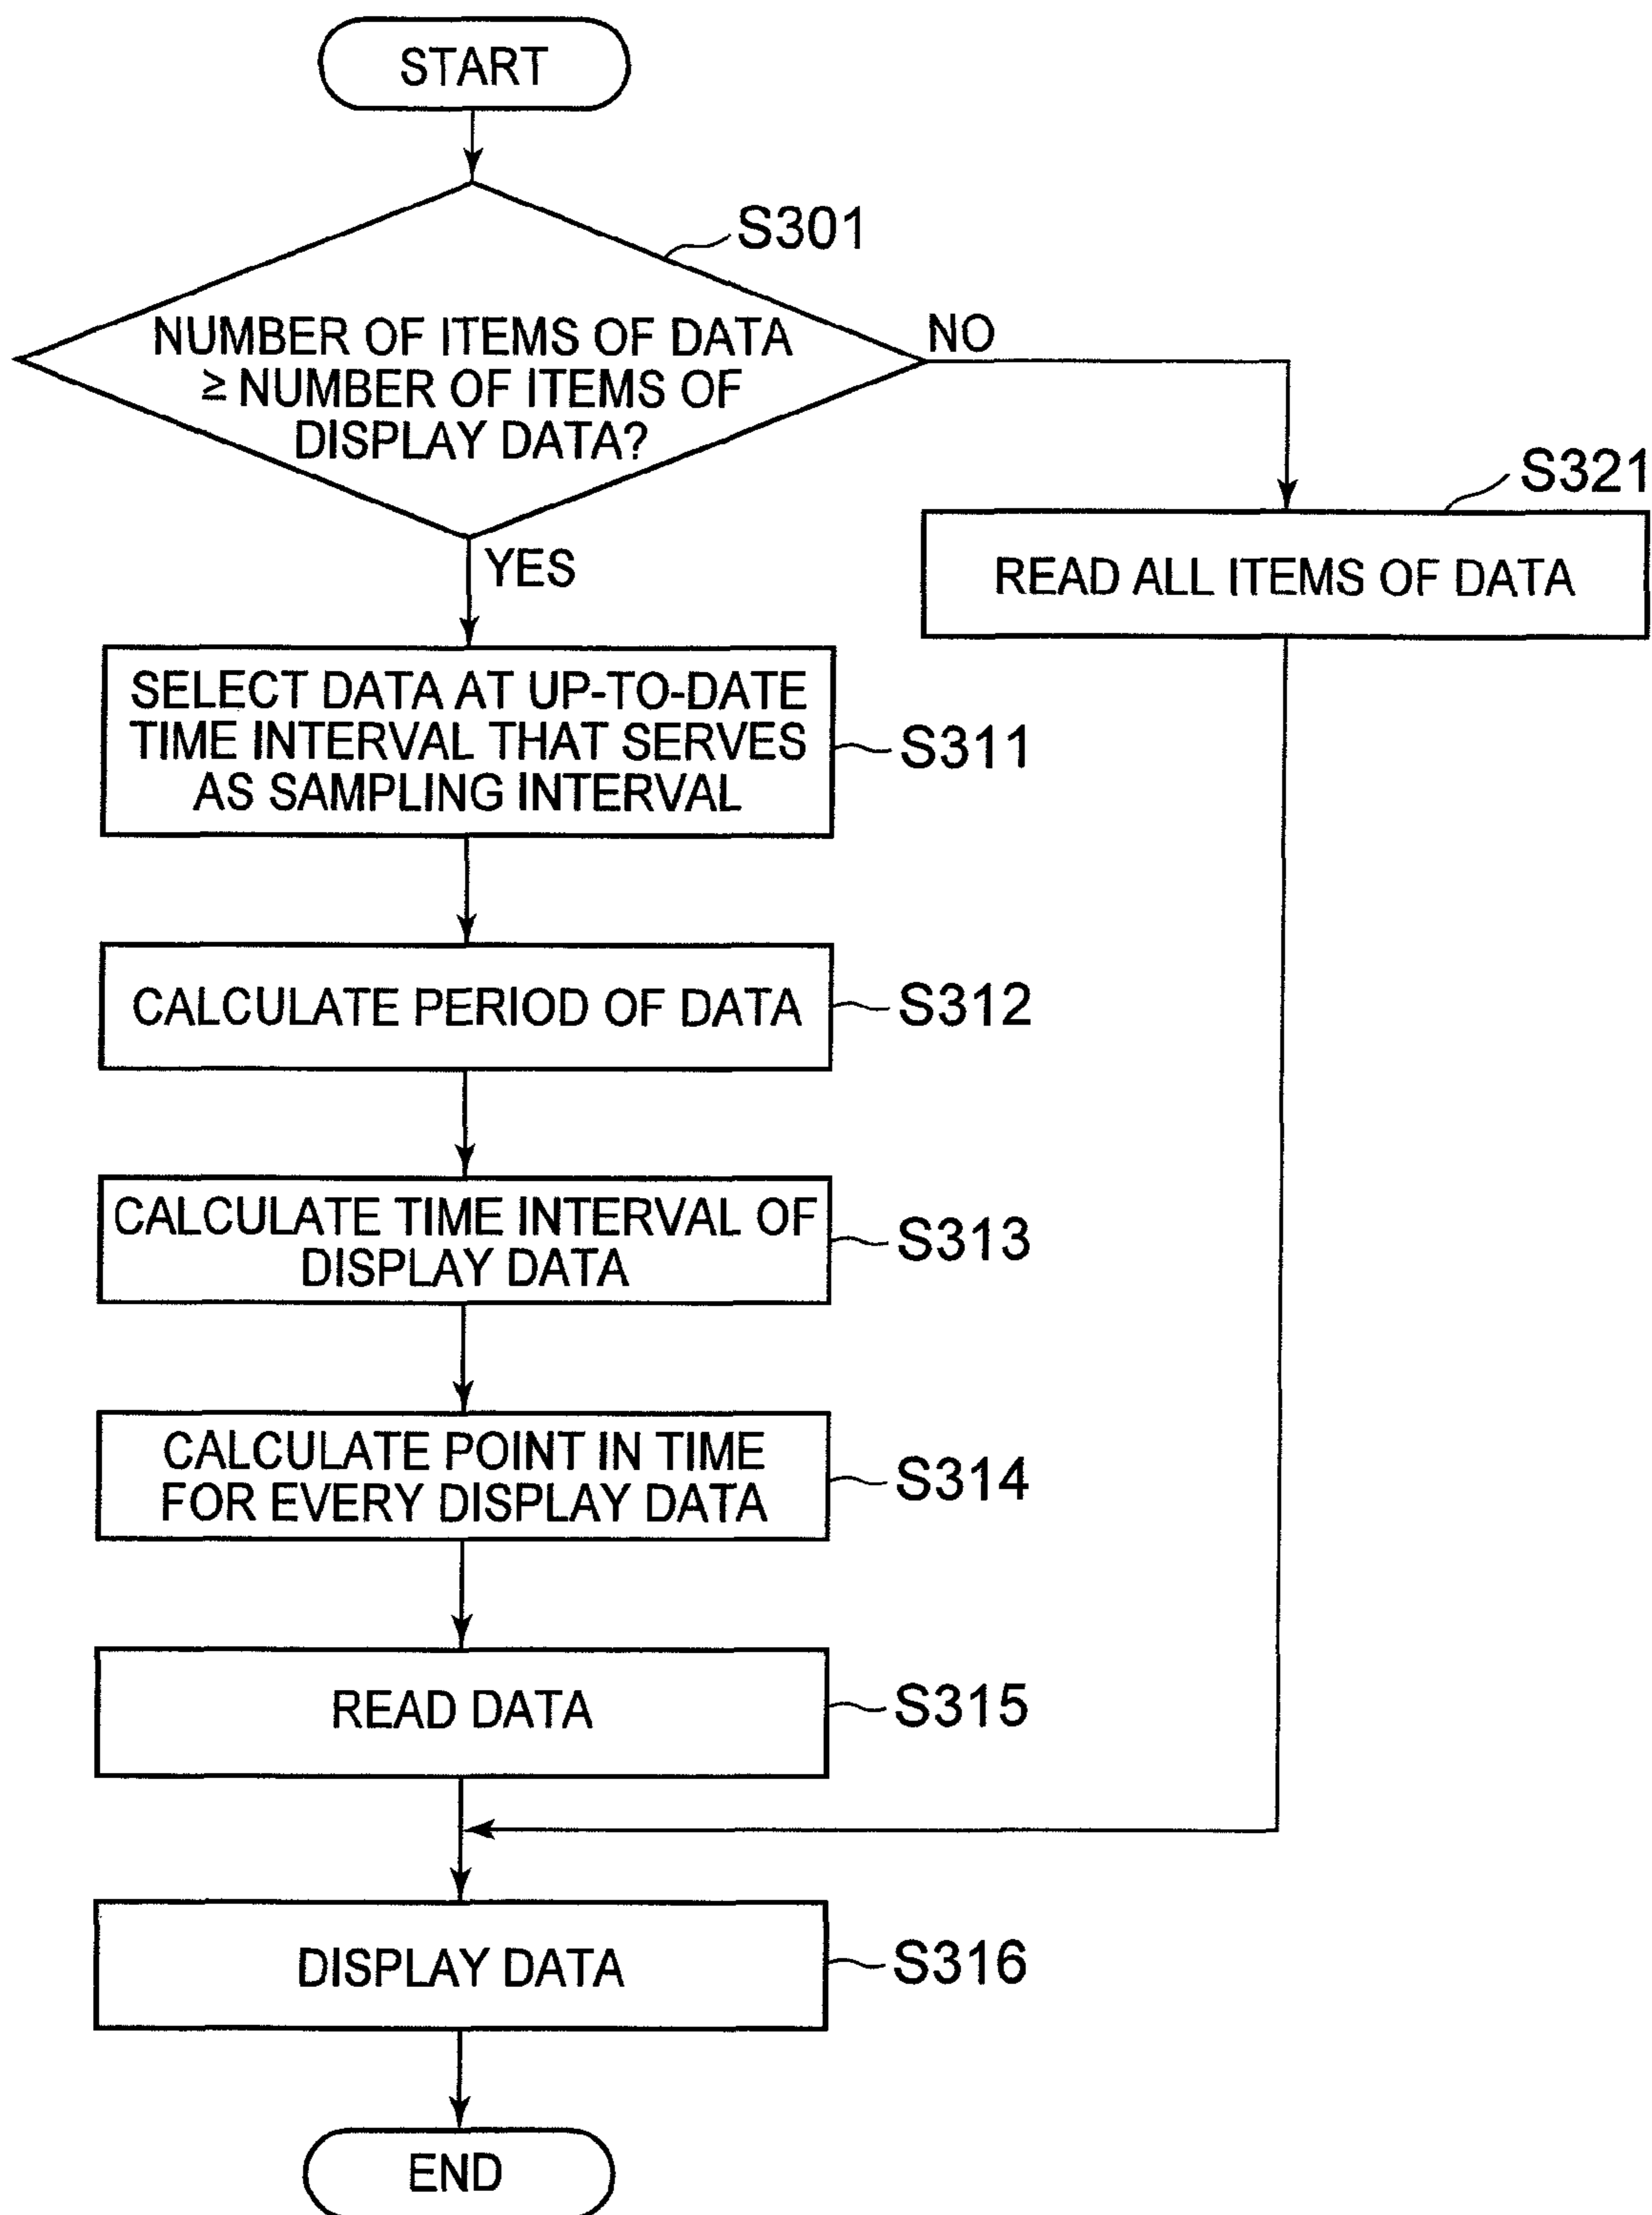 START
S301
NUMBER OF ITEMS OF DATA
≥ NUMBER OF ITEMS OF
DISPLAY DATA?
NO
YES
S321
READ ALL ITEMS OF DATA
SELECT DATA AT UP-TO-DATE
TIME INTERVAL THAT SERVES
AS SAMPLING INTERVAL
S311
CALCULATE PERIOD OF DATA
S312
CALCULATE TIME INTERVAL OF
DISPLAY DATA
S313
CALCULATE POINT IN TIME
FOR EVERY DISPLAY DATA
S314
READ DATA
S315
DISPLAY DATA
S316
END